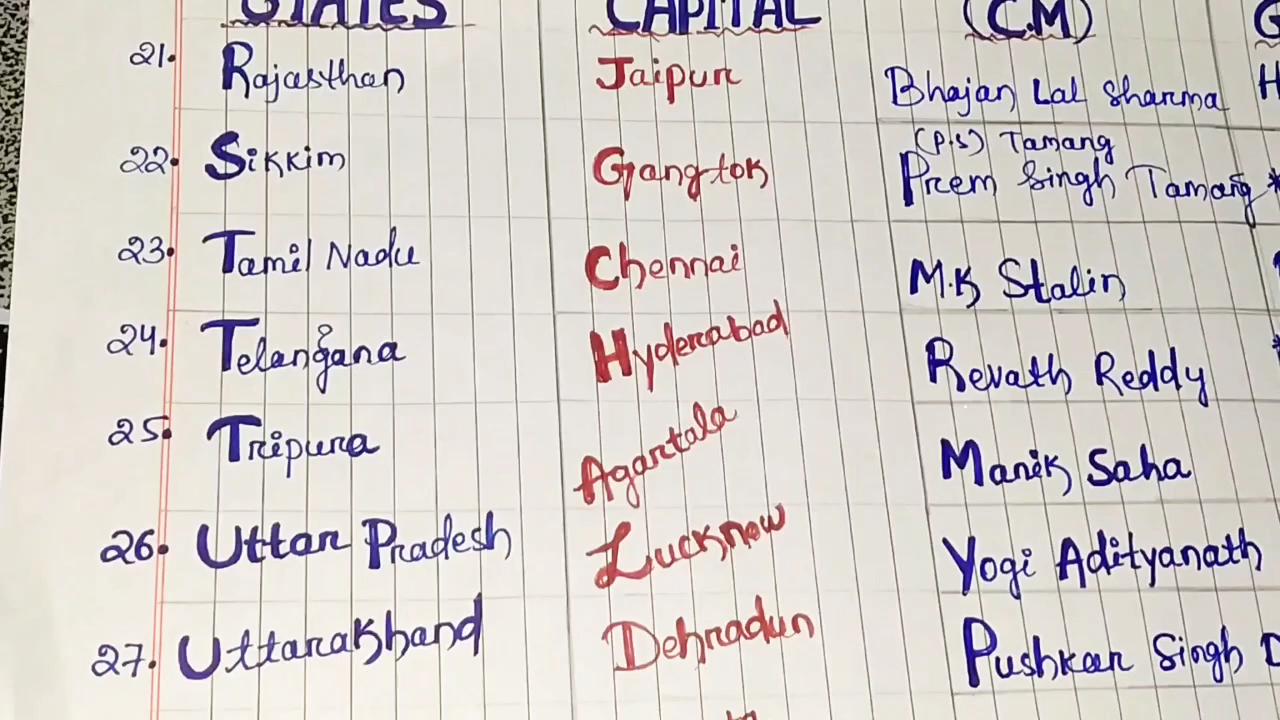 STATES CAPITAL (C.M) G
21. Rajasthan Jaipur Bhajan Lal Sharma H
22. Sikkim Gangtok (P.S) Tamang
Prem Singh Tamang *
23. Tamil Nadu Chennai M.K Stalin
24. Telangana Hyderabad Revath Reddy *
25. Tripura Agartala Manik Saha
26. Uttar Pradesh Lucknow Yogi Adityanath
27. Uttarakhand Dehradun Pushkar Singh D